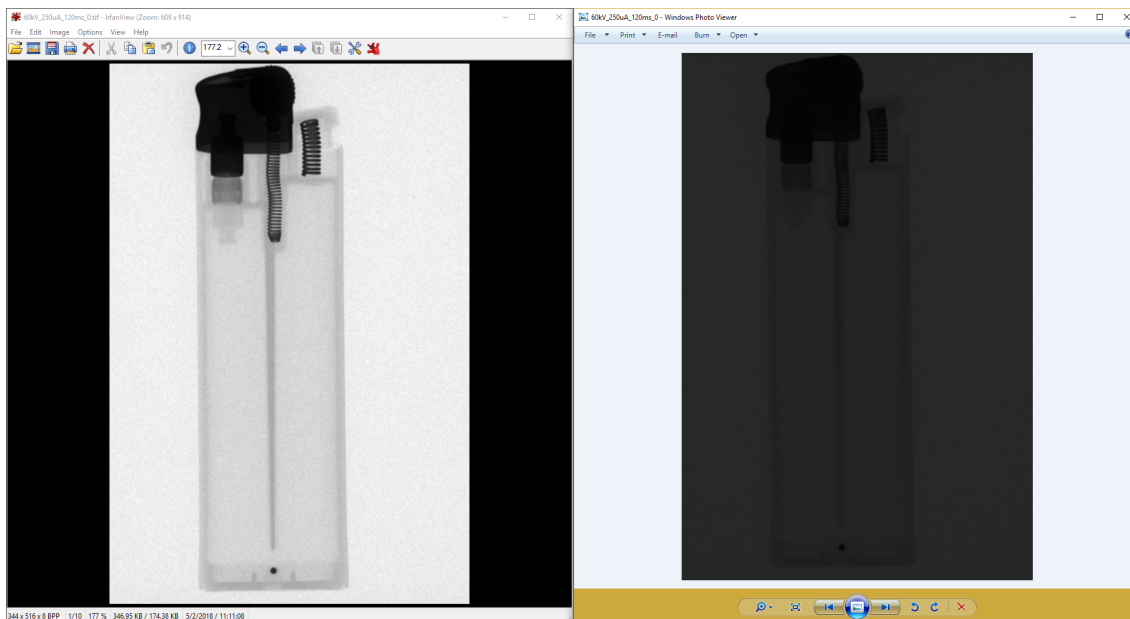 60kV_250uA_120ms_0.tif - IrfanView (Zoom: 609 x 914)
File Edit Image Options View Help
177.2
344 x 516 x 8 BPP 1/10 177 % 346.95 KB / 174.38 KB 5/2/2018 / 11:11:08
60kV_250uA_120ms_0 - Windows Photo Viewer
File Print E-mail Burn Open